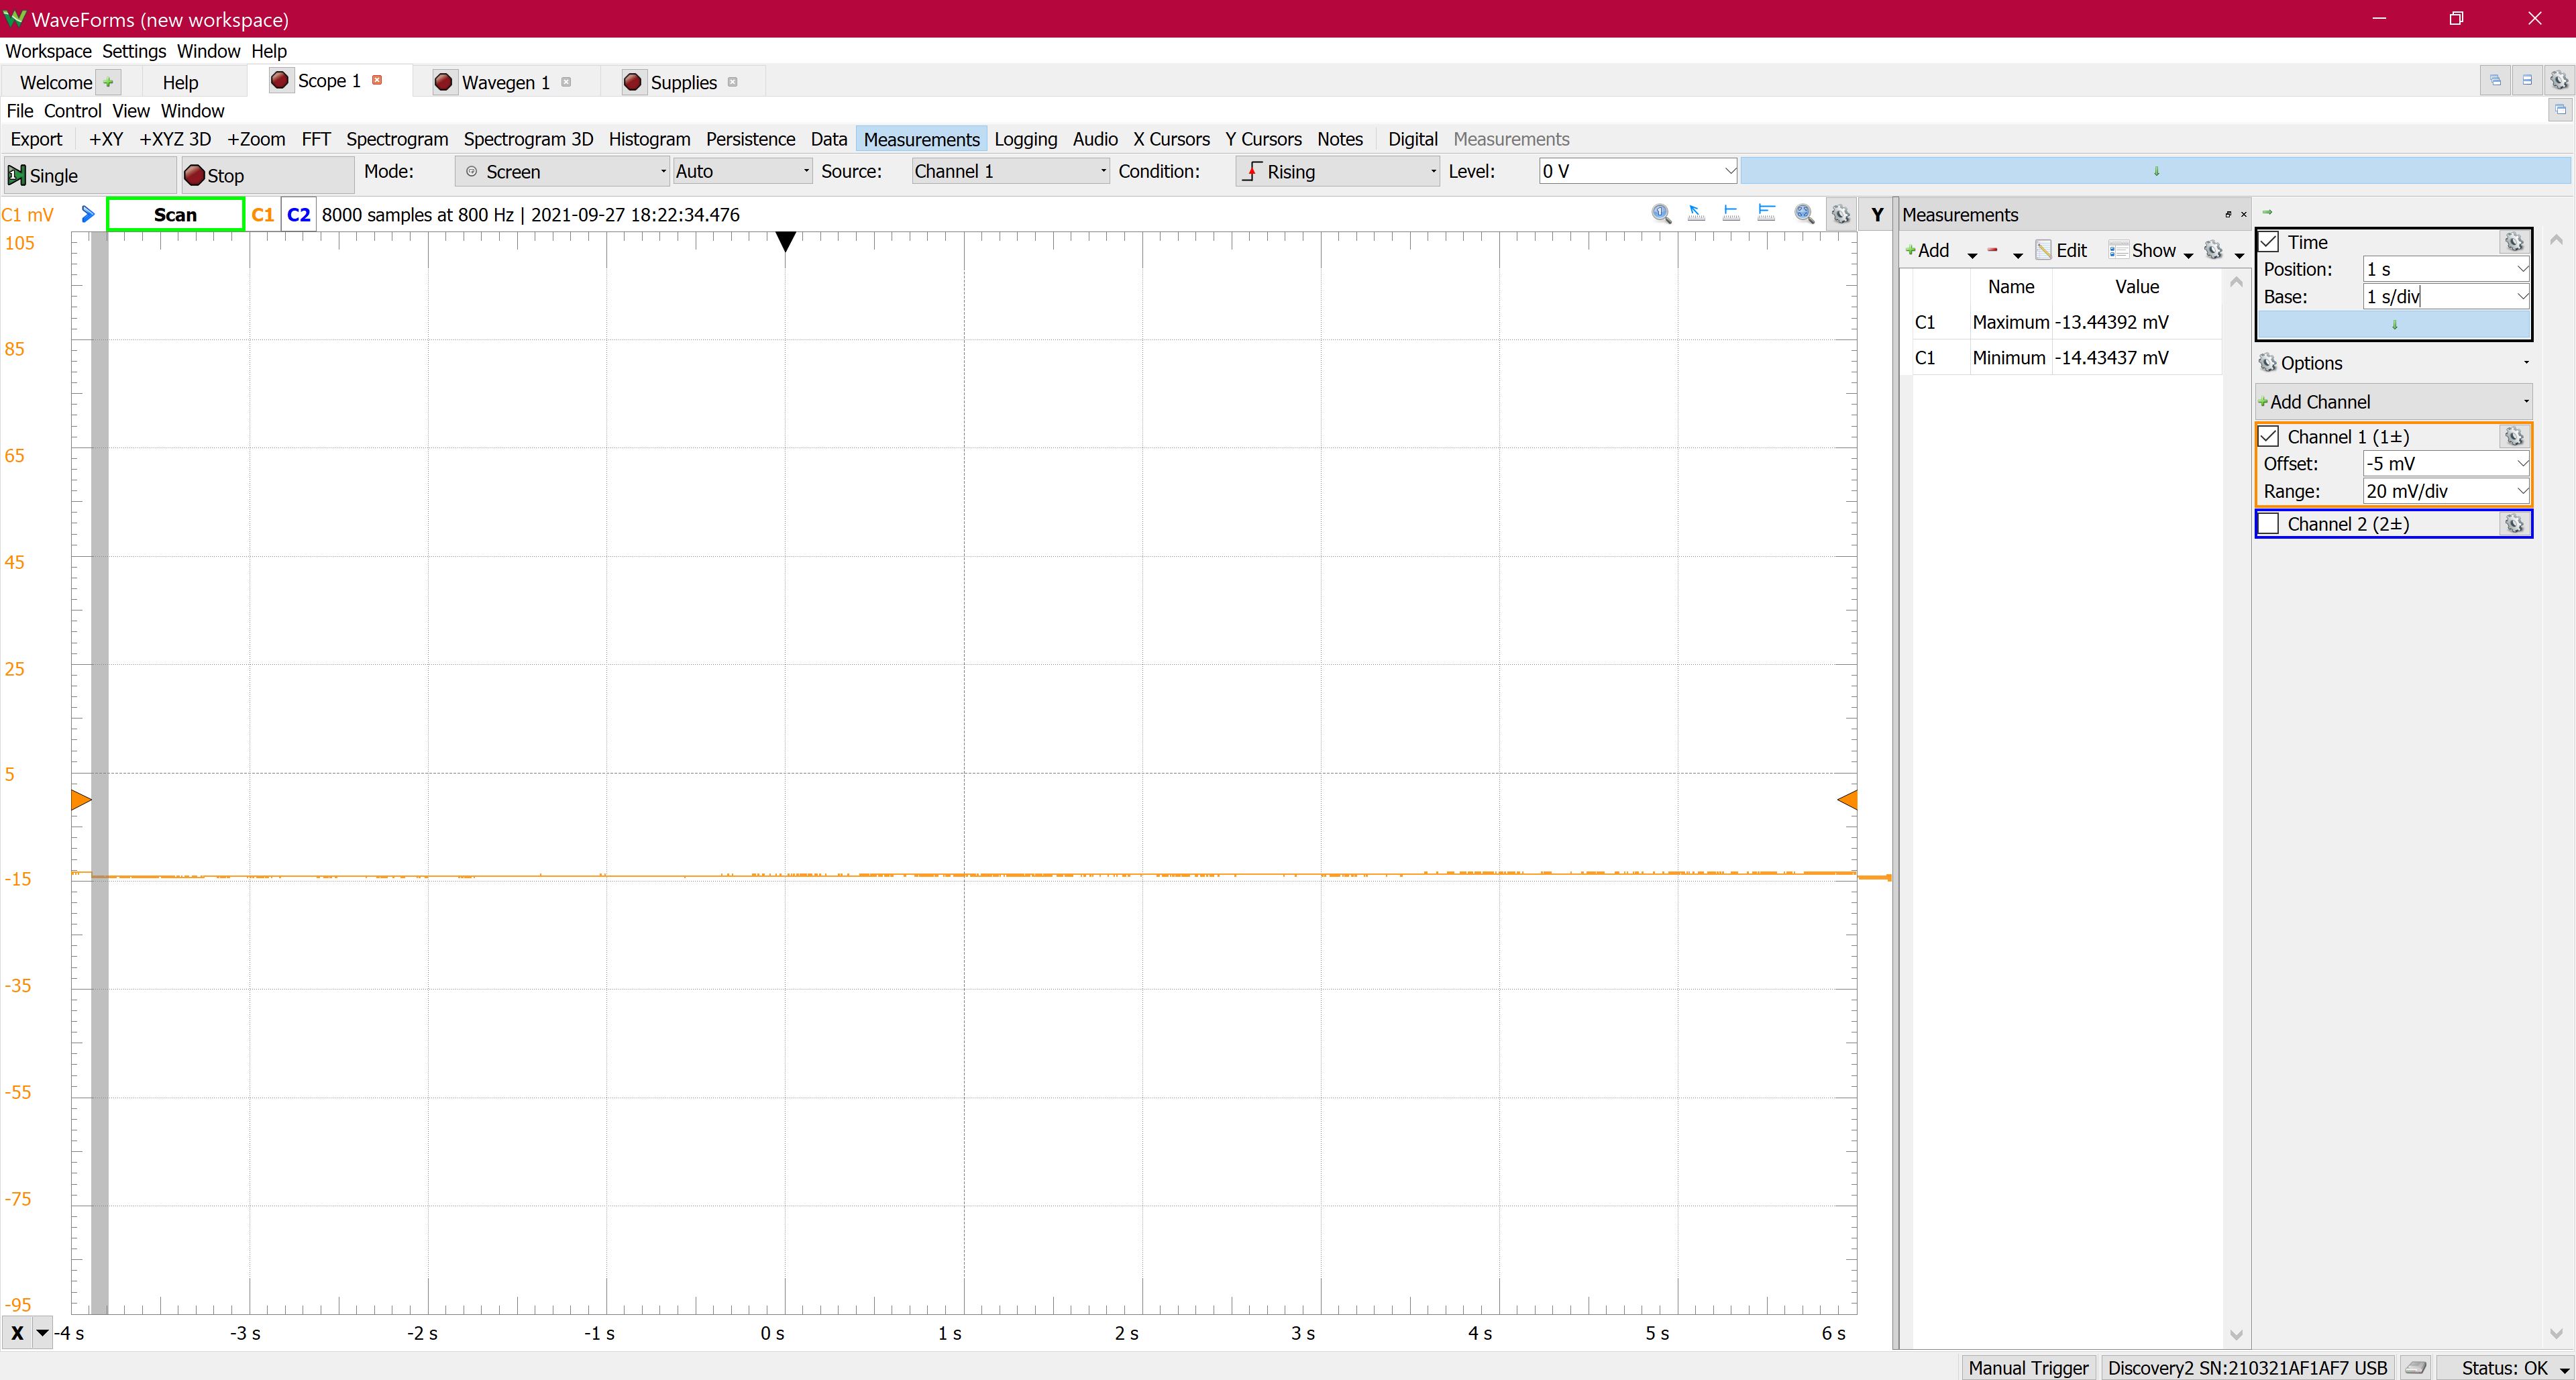 WaveForms (new workspace)
Workspace Settings Window Help
Welcome Help Scope 1 Wavegen 1 Supplies
File Control View Window
Export +XY +XYZ 3D +Zoom FFT Spectrogram Spectrogram 3D Histogram Persistence Data Measurements Logging Audio X Cursors Y Cursors Notes Digital Measurements
Single Stop Mode: Screen Auto Source: Channel 1 Condition: Rising Level: 0 V
C1 mV Scan C1 C2 8000 samples at 800 Hz | 2021-09-27 18:22:34.476 Y
105
85
65
45
25
5
-15
-35
-55
-75
-95
X -4 s -3 s -2 s -1 s 0 s 1 s 2 s 3 s 4 s 5 s 6 s
Measurements
+Add Edit Show
Name Value
C1 Maximum -13.44392 mV
C1 Minimum -14.43437 mV
Time
Position: 1 s
Base: 1 s/div
Options
+Add Channel
Channel 1 (1±)
Offset: -5 mV
Range: 20 mV/div
Channel 2 (2±)
Manual Trigger Discovery2 SN:210321AF1AF7 USB Status: OK